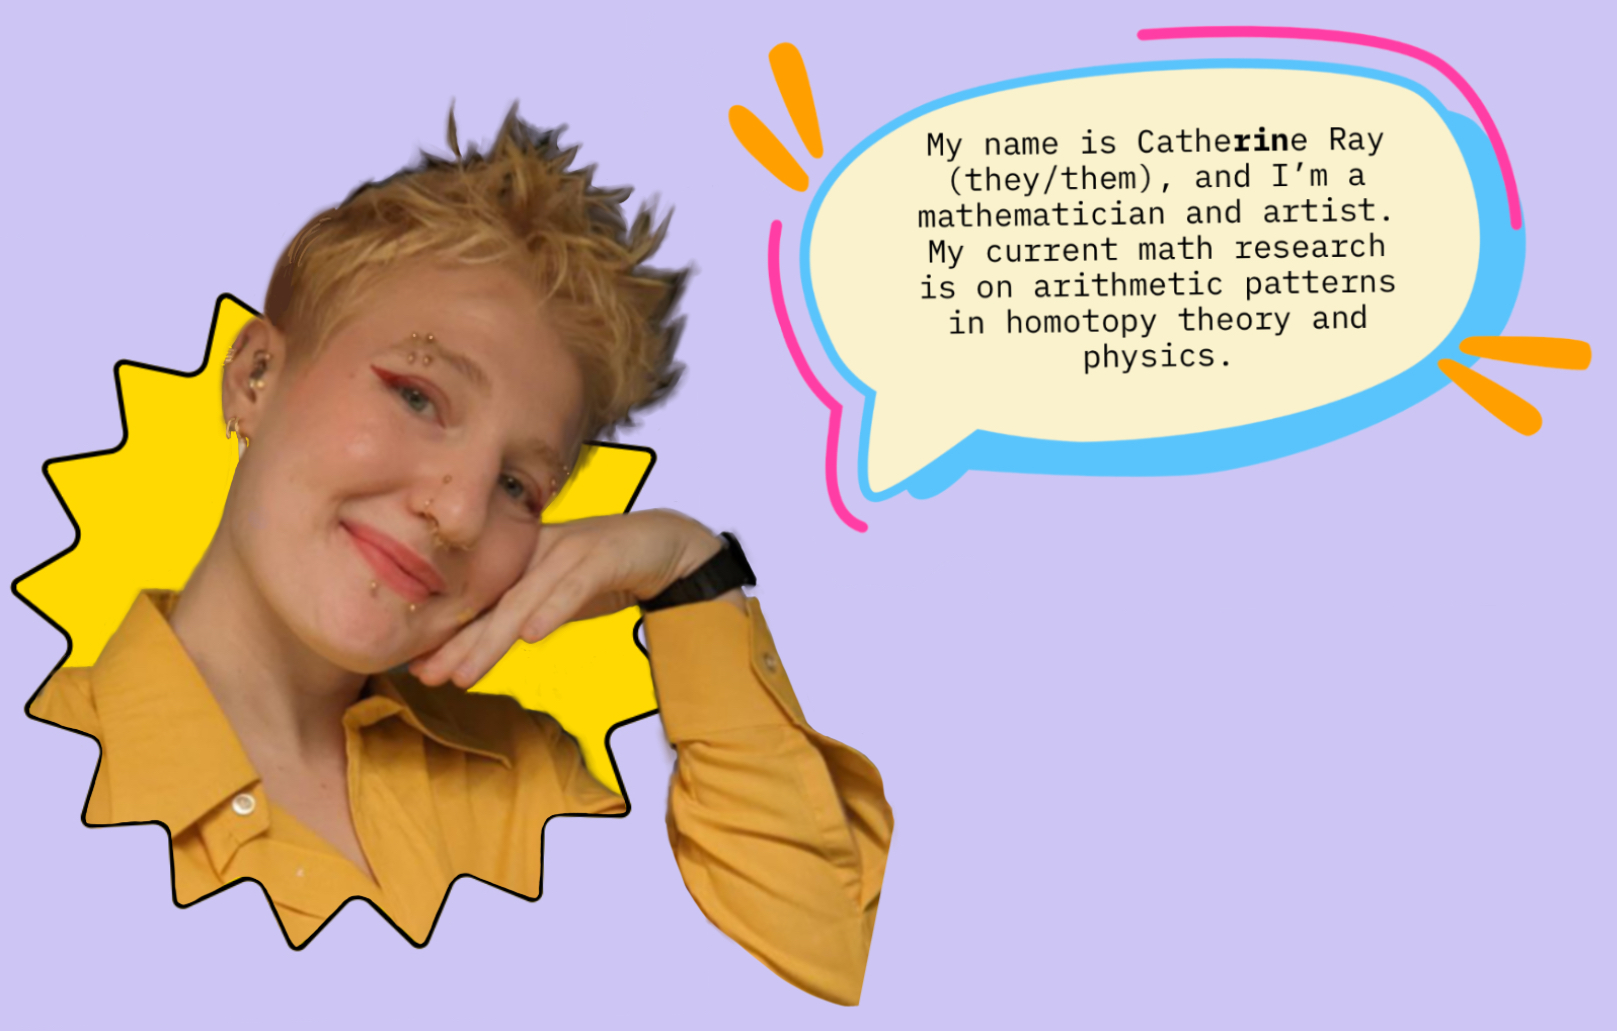 My name is Catherine Ray
(they/them), and I’m a
mathematician and artist.
My current math research
is on arithmetic patterns
in homotopy theory and
physics.